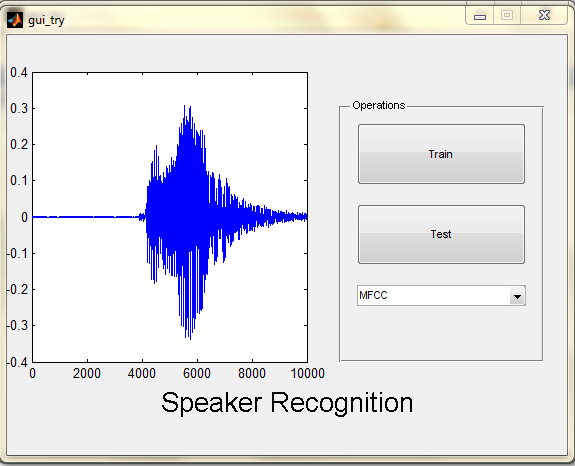 gui_try
0.4
0.3
0.2
0.1
0
-0.1
-0.2
-0.3
-0.4
0 2000 4000 6000 8000 10000
Speaker Recognition
Operations
Train
Test
MFCC